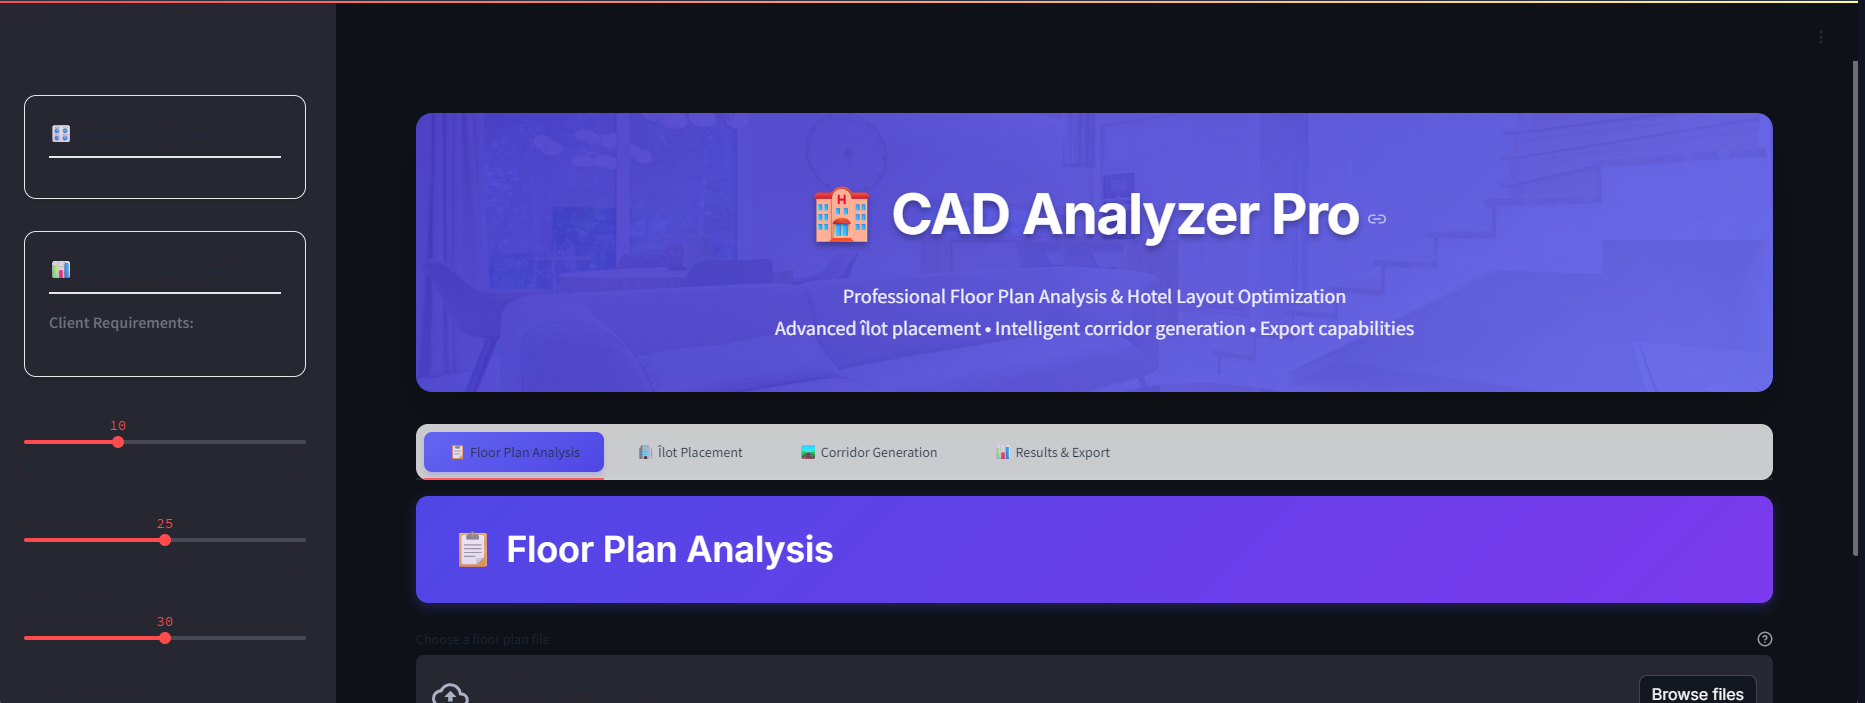 Client Requirements:
10
25
30
CAD Analyzer Pro
Professional Floor Plan Analysis & Hotel Layout Optimization
Advanced îlot placement • Intelligent corridor generation • Export capabilities
Floor Plan Analysis
Îlot Placement
Corridor Generation
Results & Export
Floor Plan Analysis
Choose a floor plan file
Browse files